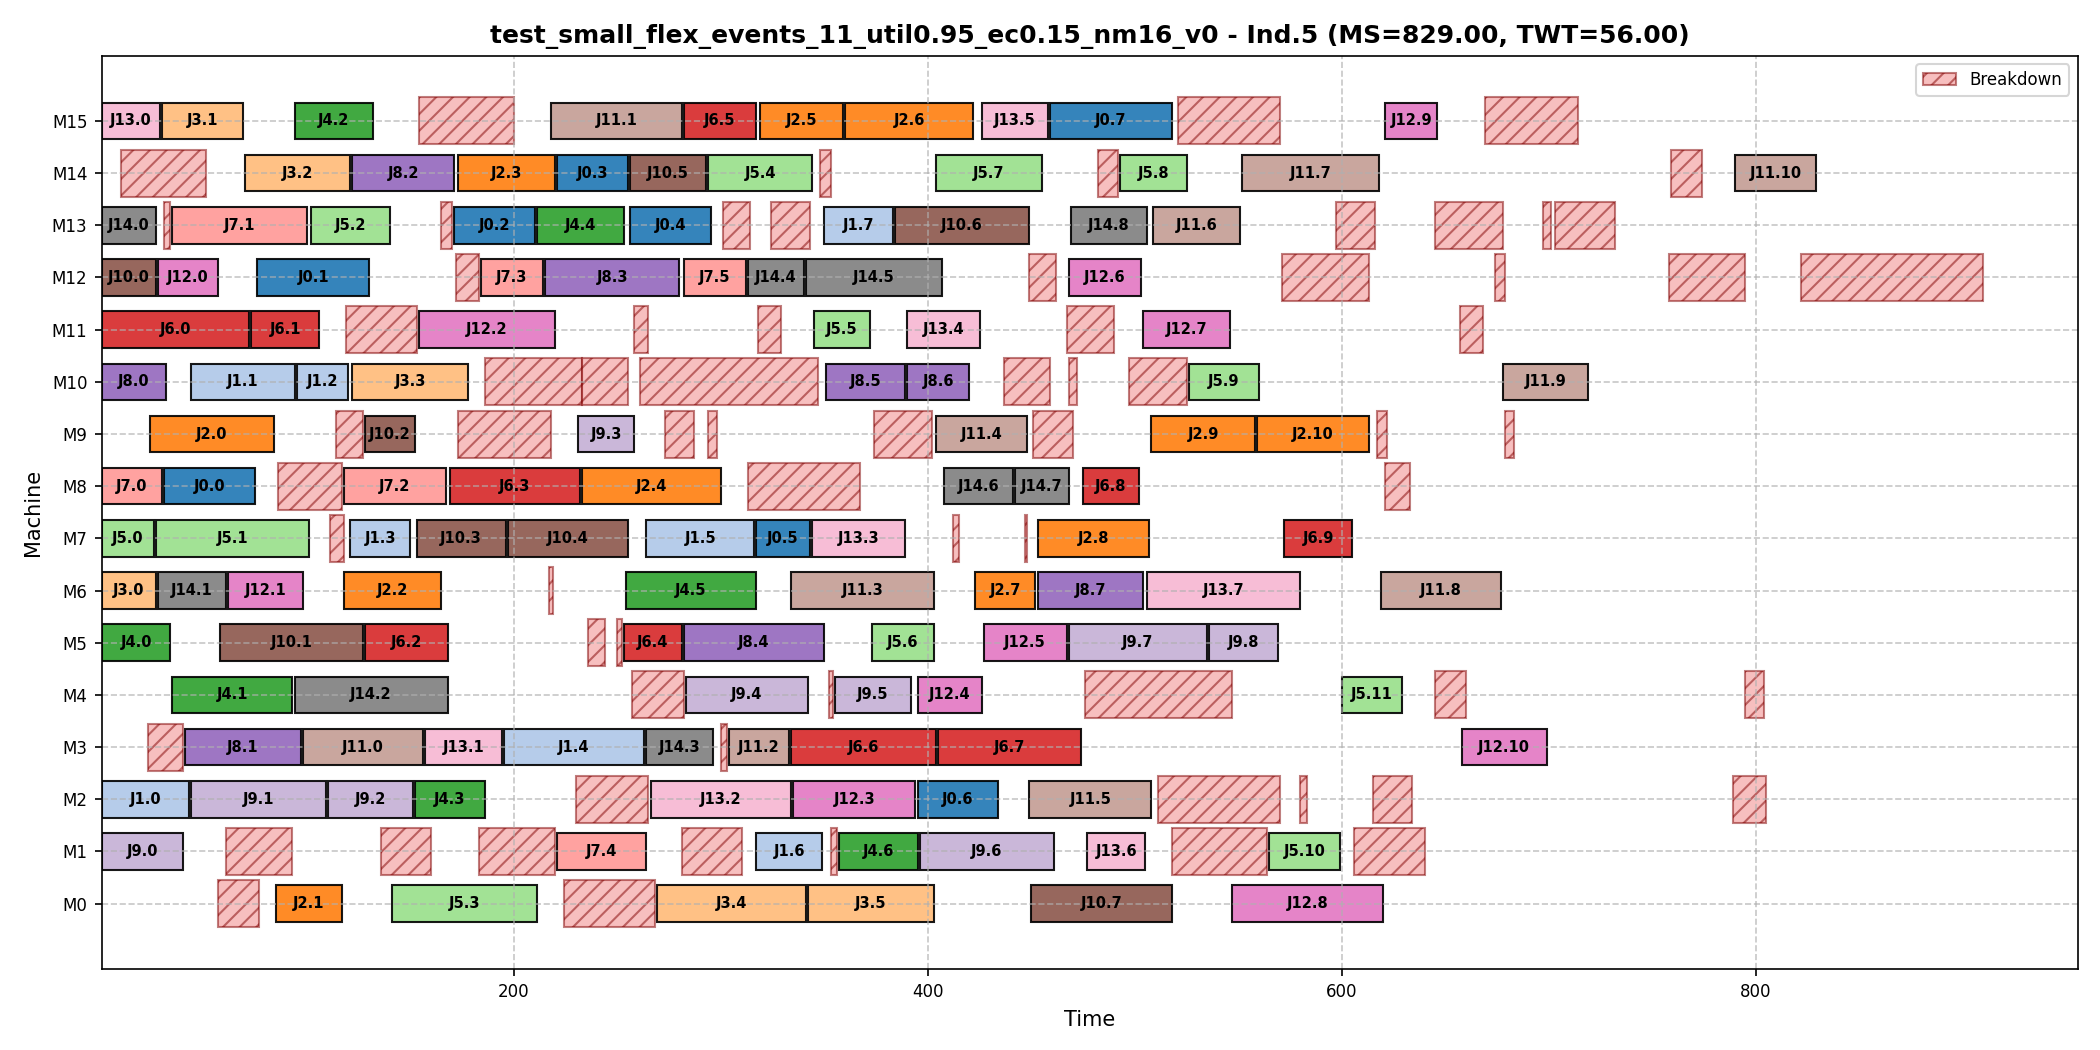 test_small_flex_events_11_util0.95_ec0.15_nm16_v0 - Ind.5 (MS=829.00, TWT=56.00)
Breakdown
M15 J13.0 J3.1 J4.2 J11.1 J6.5 J2.5 J2.6 J13.5 J0.7 J12.9
M14 J3.2 J8.2 J2.3 J0.3 J10.5 J5.4 J5.7 J5.8 J11.7 J11.10
M13 J14.0 J7.1 J5.2 J0.2 J4.4 J0.4 J1.7 J10.6 J14.8 J11.6
M12 J10.0 J12.0 J0.1 J7.3 J8.3 J7.5 J14.4 J14.5 J12.6
M11 J6.0 J6.1 J12.2 J5.5 J13.4 J12.7
M10 J8.0 J1.1 J1.2 J3.3 J8.5 J8.6 J5.9 J11.9
M9 J2.0 J10.2 J9.3 J11.4 J2.9 J2.10
M8 J7.0 J0.0 J7.2 J6.3 J2.4 J14.6 J14.7 J6.8
M7 J5.0 J5.1 J1.3 J10.3 J10.4 J1.5 J0.5 J13.3 J2.8 J6.9
M6 J3.0 J14.1 J12.1 J2.2 J4.5 J11.3 J2.7 J8.7 J13.7 J11.8
M5 J4.0 J10.1 J6.2 J6.4 J8.4 J5.6 J12.5 J9.7 J9.8
M4 J4.1 J14.2 J9.4 J9.5 J12.4 J5.11
M3 J8.1 J11.0 J13.1 J1.4 J14.3 J11.2 J6.6 J6.7 J12.10
M2 J1.0 J9.1 J9.2 J4.3 J13.2 J12.3 J0.6 J11.5
M1 J9.0 J7.4 J1.6 J4.6 J9.6 J13.6 J5.10
M0 J2.1 J5.3 J3.4 J3.5 J10.7 J12.8
Machine
200 400 600 800
Time